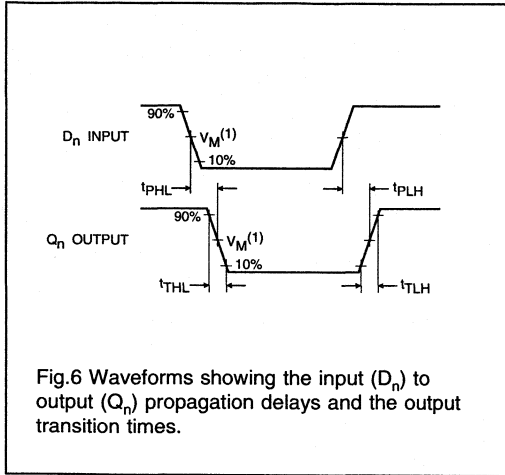 90%
Dn INPUT
VM(1)
10%
tPHL
tPLH
90%
Qn OUTPUT
VM(1)
10%
tTHL
tTLH
Fig.6 Waveforms showing the input (Dn) to
output (Qn) propagation delays and the output
transition times.